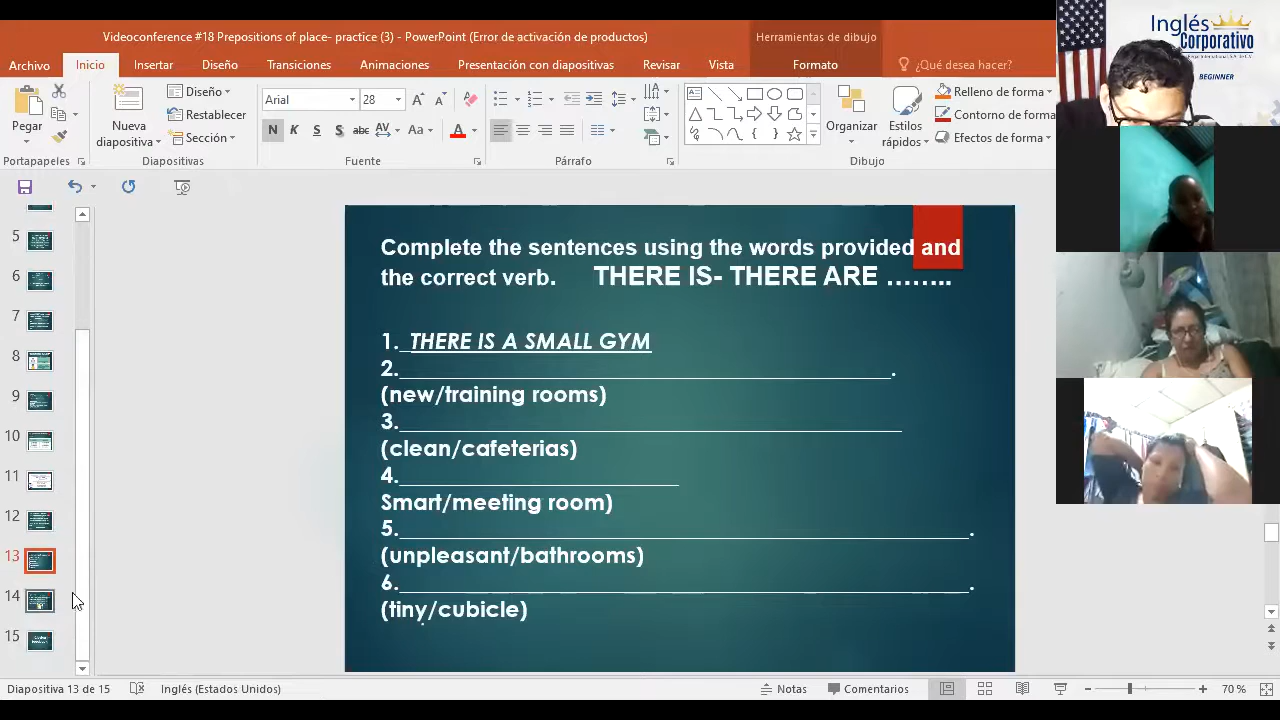 Videoconference #18 Prepositions of place- practice (3) - PowerPoint (Error de activación de productos)
Herramientas de dibujo
Archivo Inicio Insertar Diseño Transiciones Animaciones Presentación con diapositivas Revisar Vista Formato ¿Qué desea hacer?
Pegar
Portapapeles
Nueva diapositiva
Diseño
Restablecer
Sección
Diapositivas
Arial 28
N K S S abc AV Aa A
Fuente
Párrafo
Organizar
Estilos rápidos
Relleno de forma
Contorno de forma
Efectos de forma
Dibujo
Inglés
Corporativo
BEGINNER
5
6
7
8
9
10
11
12
13
14
15
Complete the sentences using the words provided and
the correct verb. THERE IS- THERE ARE ……..
1._THERE IS A SMALL GYM
2.___________________________________________.
(new/training rooms)
3.____________________________________________
(clean/cafeterias)
4._________________________
Smart/meeting room)
5.__________________________________________________.
(unpleasant/bathrooms)
6.__________________________________________________.
(tiny/cubicle)
Diapositiva 13 de 15 Inglés (Estados Unidos) Notas Comentarios 70 %